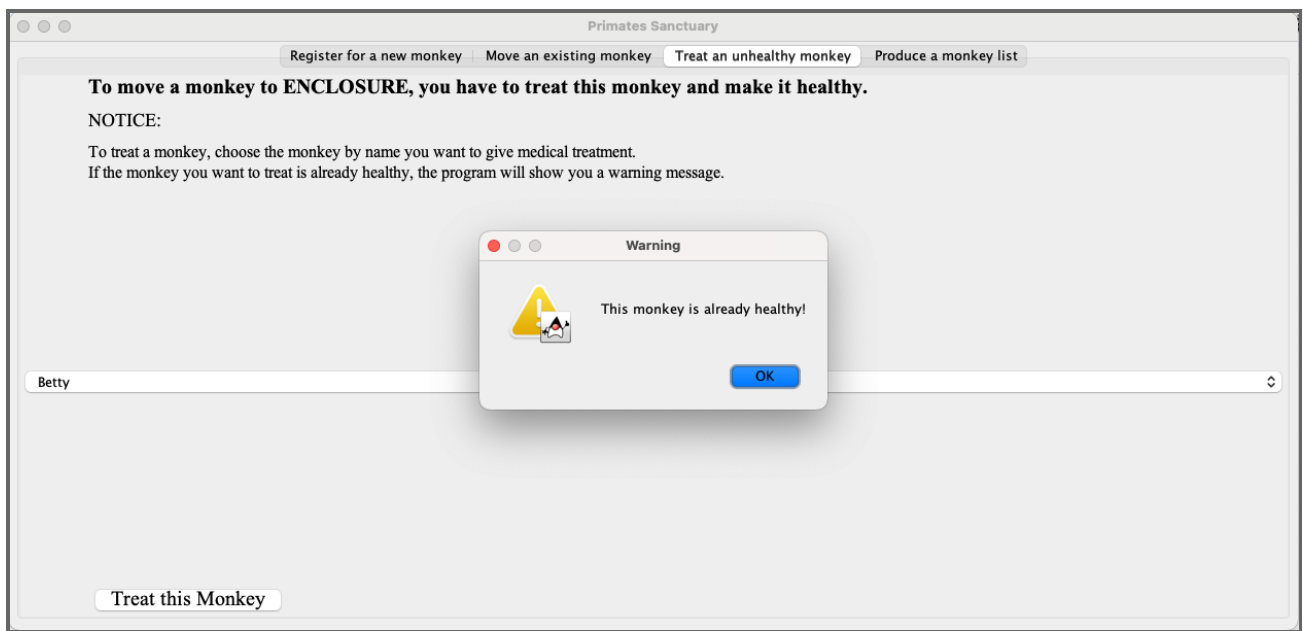 Primates Sanctuary
Register for a new monkey Move an existing monkey Treat an unhealthy monkey Produce a monkey list
To move a monkey to ENCLOSURE, you have to treat this monkey and make it healthy.
NOTICE:
To treat a monkey, choose the monkey by name you want to give medical treatment.
If the monkey you want to treat is already healthy, the program will show you a warning message.
Warning
This monkey is already healthy!
OK
Betty
Treat this Monkey